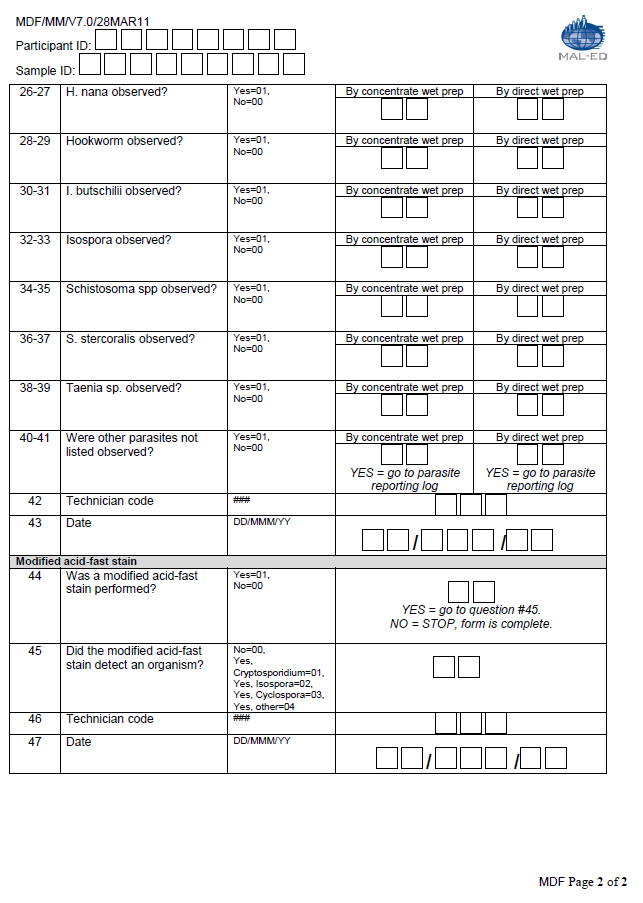 MDF/MM/V7.0/28MAR11
Participant ID:
Sample ID:
MAL-ED
26-27 H. nana observed? Yes=01, By concentrate wet prep By direct wet prep
No=00
28-29 Hookworm observed? Yes=01, By concentrate wet prep By direct wet prep
No=00
30-31 I. butschilii observed? Yes=01, By concentrate wet prep By direct wet prep
No=00
32-33 Isospora observed? Yes=01, By concentrate wet prep By direct wet prep
No=00
34-35 Schistosoma spp observed? Yes=01, By concentrate wet prep By direct wet prep
No=00
36-37 S. stercoralis observed? Yes=01, By concentrate wet prep By direct wet prep
No=00
38-39 Taenia sp. observed? Yes=01, By concentrate wet prep By direct wet prep
No=00
40-41 Were other parasites not Yes=01, By concentrate wet prep By direct wet prep
listed observed? No=00
YES = go to parasite YES = go to parasite
reporting log reporting log
42 Technician code ###
43 Date DD/MMM/YY
/ /
Modified acid-fast stain
44 Was a modified acid-fast Yes=01,
stain performed? No=00
YES = go to question #45.
NO = STOP, form is complete.
45 Did the modified acid-fast No=00,
stain detect an organism? Yes,
Cryptosporidium=01,
Yes, Isospora=02,
Yes, Cyclospora=03,
Yes, other=04
46 Technician code ###
47 Date DD/MMM/YY
/ /
MDF Page 2 of 2